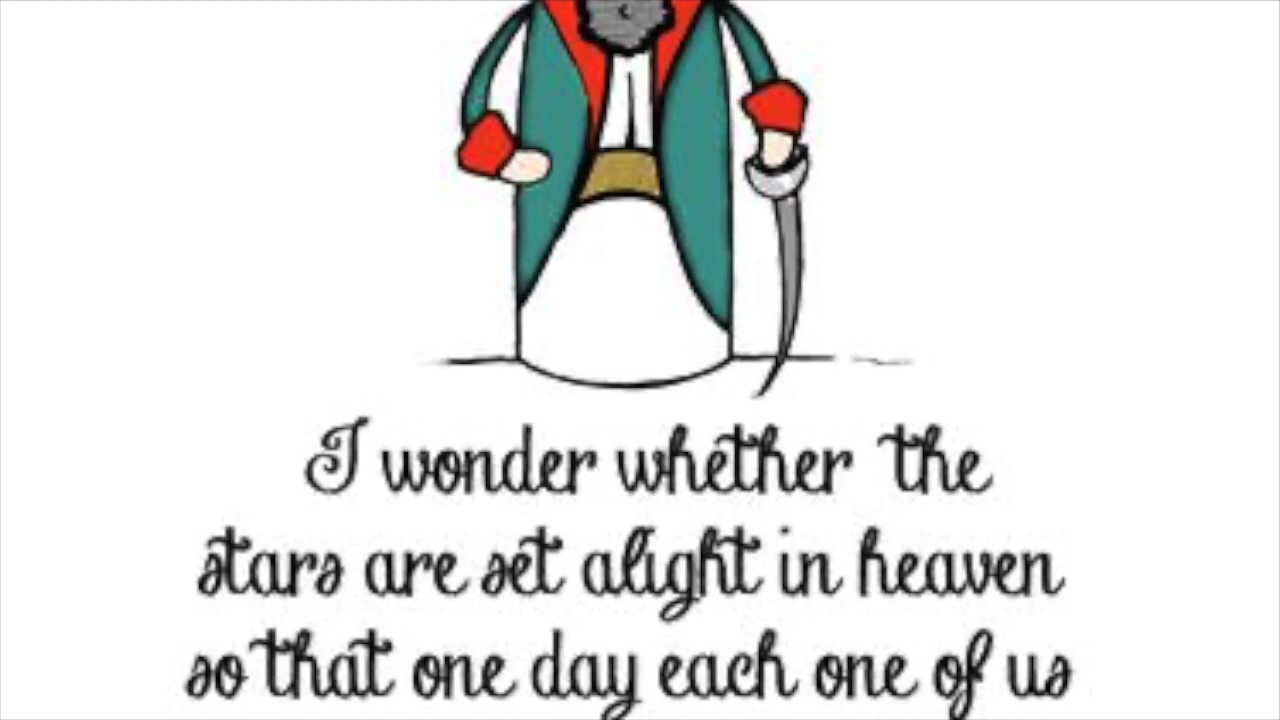 I wonder whether the
stars are set alight in heaven
so that one day each one of us